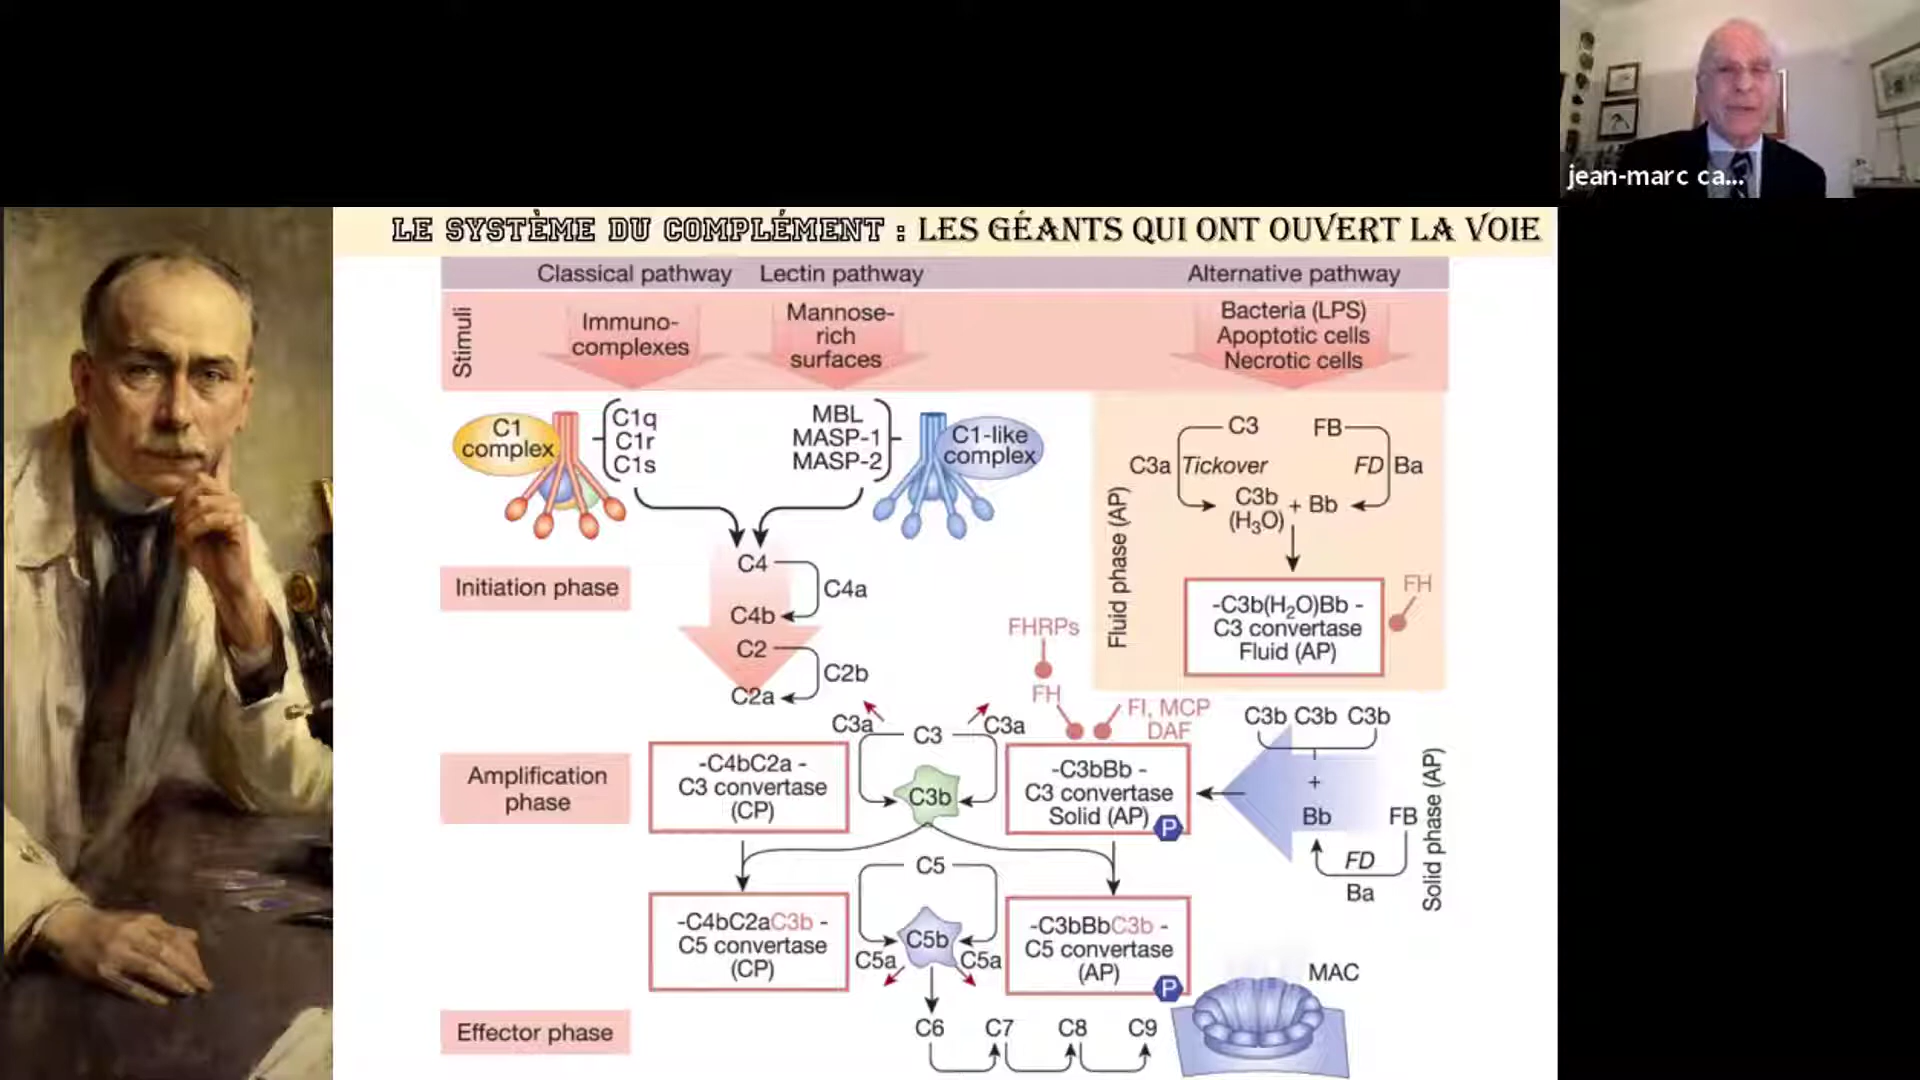 jean-marc ca...
LE SYSTÈME DU COMPLÉMENT : LES GÉANTS QUI ONT OUVERT LA VOIE
Classical pathway
Lectin pathway
Alternative pathway
Stimuli
Immuno-
complexes
Mannose-
rich
surfaces
Bacteria (LPS)
Apoptotic cells
Necrotic cells
C1
complex
C1q
C1r
C1s
MBL
MASP-1
MASP-2
C1-like
complex
Fluid phase (AP)
C3
FB
C3a
Tickover
FD
Ba
C3b
(H3O)
+ Bb
-C3b(H2O)Bb -
C3 convertase
Fluid (AP)
FH
Initiation phase
C4
C4a
C4b
C2
C2b
C2a
FHRPs
FH
FI, MCP
DAF
C3a
C3
C3a
C3b
Amplification
phase
-C4bC2a -
C3 convertase
(CP)
-C3bBb -
C3 convertase
Solid (AP)
P
C3b C3b C3b
+
Bb
FB
FD
Ba
Solid phase (AP)
C5
C5b
C5a
C5a
-C4bC2aC3b -
C5 convertase
(CP)
-C3bBbC3b -
C5 convertase
(AP)
P
MAC
Effector phase
C6
C7
C8
C9